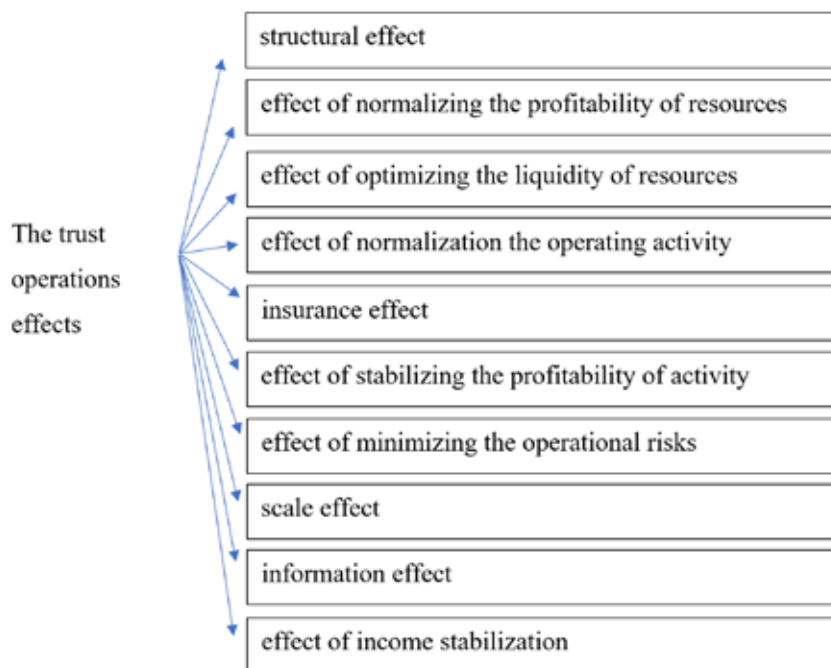 The trust
operations
effects
structural effect
effect of normalizing the profitability of resources
effect of optimizing the liquidity of resources
effect of normalization the operating activity
insurance effect
effect of stabilizing the profitability of activity
effect of minimizing the operational risks
scale effect
information effect
effect of income stabilization